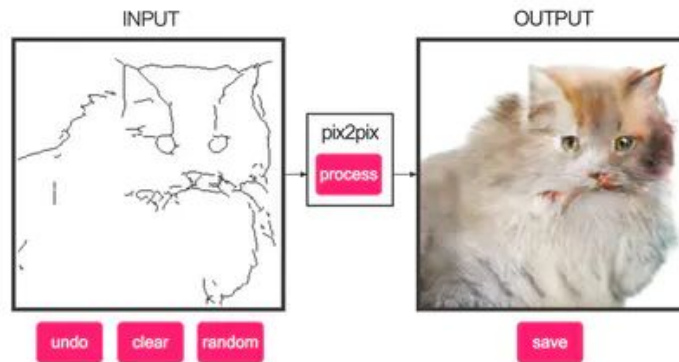 INPUT
OUTPUT
pix2pix
process
undo
clear
random
save